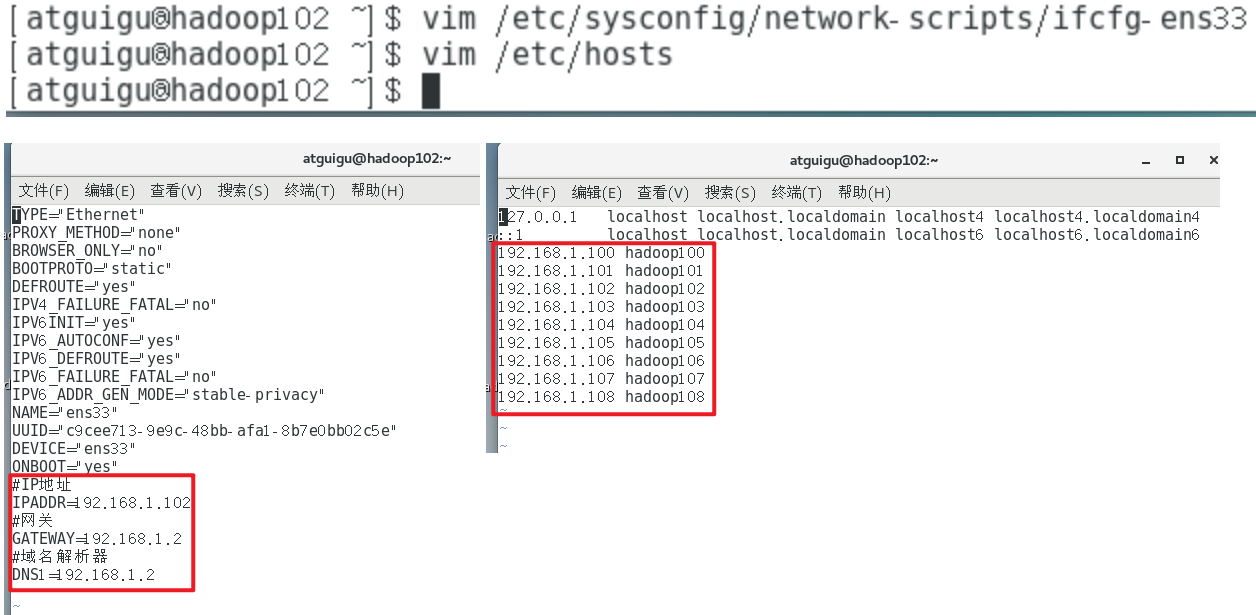 [atguigu@hadoop102 ~]$ vim /etc/sysconfig/network-scripts/ifcfg-ens33
[atguigu@hadoop102 ~]$ vim /etc/hosts
[atguigu@hadoop102 ~]$
atguigu@hadoop102:~
文件(F) 编辑(E) 查看(V) 搜索(S) 终端(T) 帮助(H)
TYPE="Ethernet"
PROXY_METHOD="none"
BROWSER_ONLY="no"
BOOTPROTO="static"
DEFROUTE="yes"
IPV4_FAILURE_FATAL="no"
IPV6INIT="yes"
IPV6_AUTOCONF="yes"
IPV6_DEFROUTE="yes"
IPV6_FAILURE_FATAL="no"
IPV6_ADDR_GEN_MODE="stable-privacy"
NAME="ens33"
UUID="c9cee713-9e9c-48bb-afa1-8b7e0bb02c5e"
DEVICE="ens33"
ONBOOT="yes"
#IP地址
IPADDR=192.168.1.102
#网关
GATEWAY=192.168.1.2
#域名解析器
DNS1=192.168.1.2
~
atguigu@hadoop102:~
文件(F) 编辑(E) 查看(V) 搜索(S) 终端(T) 帮助(H)
127.0.0.1 localhost localhost.localdomain localhost4 localhost4.localdomain4
::1 localhost localhost.localdomain localhost6 localhost6.localdomain6
192.168.1.100 hadoop100
192.168.1.101 hadoop101
192.168.1.102 hadoop102
192.168.1.103 hadoop103
192.168.1.104 hadoop104
192.168.1.105 hadoop105
192.168.1.106 hadoop106
192.168.1.107 hadoop107
192.168.1.108 hadoop108
~
~
~